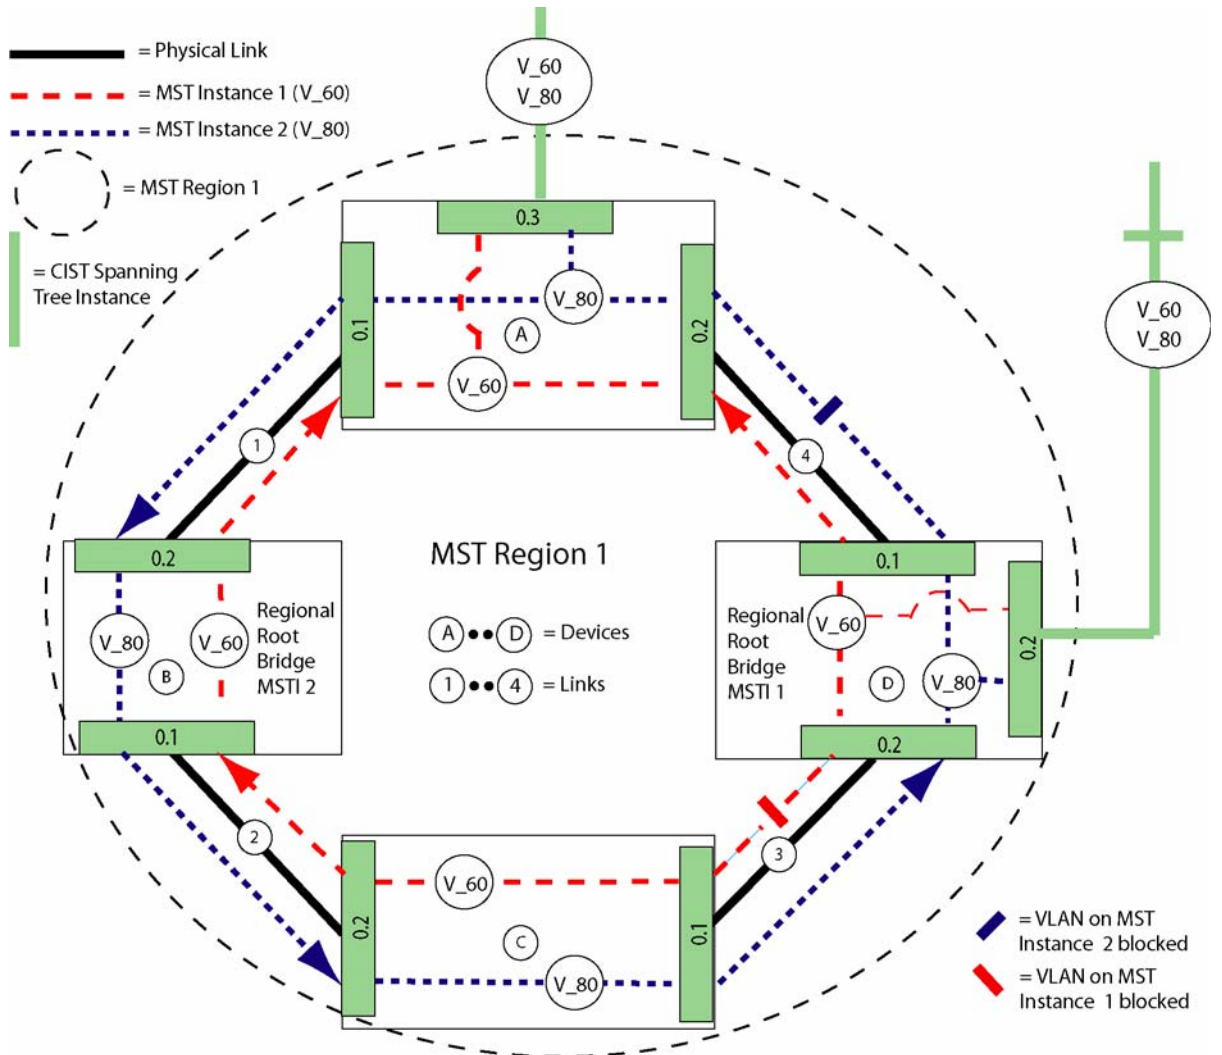 = Physical Link
= MST Instance 1 (V_60)
= MST Instance 2 (V_80)
= MST Region 1
= CIST Spanning
Tree Instance
V_60
V_80
0.3
0.1
0.2
V_80
A
V_60
V_60
V_80
1
4
0.2
V_80
V_60
B
Regional
Root
Bridge
MSTI 2
0.1
MST Region 1
A •• D = Devices
1 •• 4 = Links
0.1
Regional
Root
Bridge
MSTI 1
V_60
V_80
D
0.2
0.2
2
3
0.2
V_60
C
V_80
0.1
= VLAN on MST
Instance 2 blocked
= VLAN on MST
Instance 1 blocked